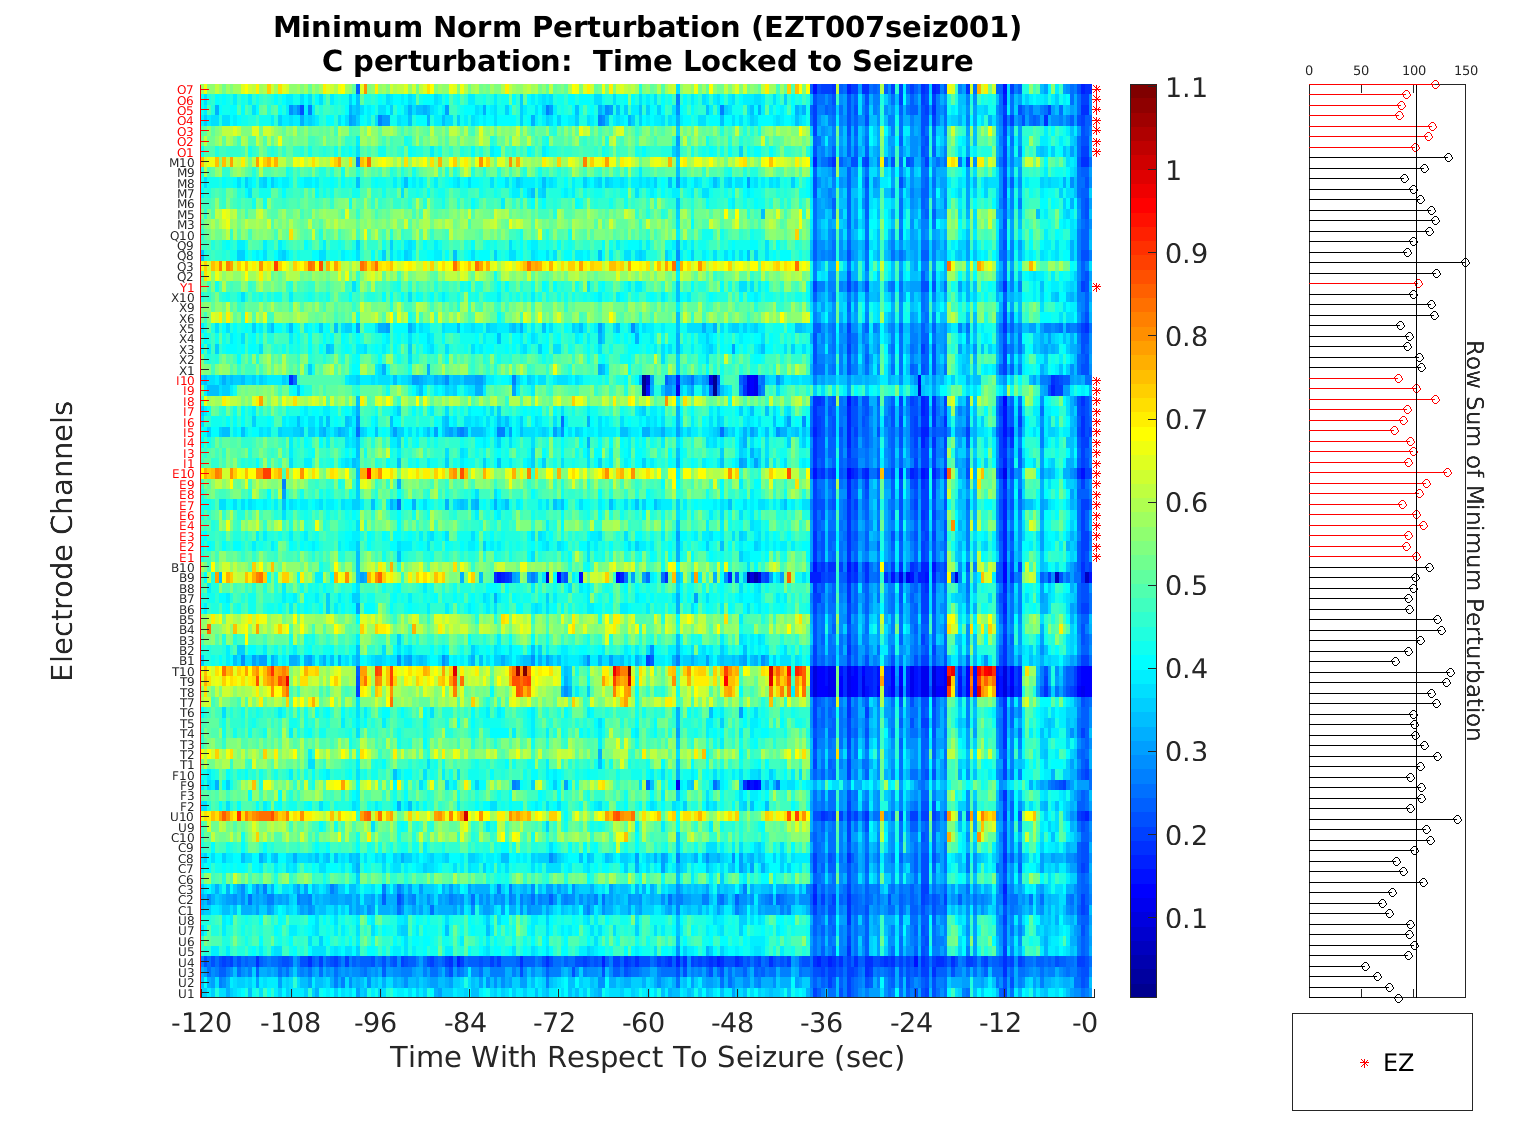 Minimum Norm Perturbation (EZT007seiz001)
C perturbation:  Time Locked to Seizure
Electrode Channels
O7
O6
O5
O4
O3
O2
O1
M10
M9
M8
M7
M6
M5
M3
Q10
Q9
Q8
Q3
Q2
Y1
X10
X9
X6
X5
X4
X3
X2
X1
I10
I9
I8
I7
I6
I5
I4
I3
I1
E10
E9
E8
E7
E6
E4
E3
E2
E1
B10
B9
B8
B7
B6
B5
B4
B3
B2
B1
T10
T9
T8
T7
T6
T5
T4
T3
T2
T1
F10
F9
F3
F2
U10
U9
C10
C9
C8
C7
C6
C3
C2
C1
U8
U7
U6
U5
U4
U3
U2
U1
-120 -108 -96 -84 -72 -60 -48 -36 -24 -12 -0
Time With Respect To Seizure (sec)
1.1
1
0.9
0.8
0.7
0.6
0.5
0.4
0.3
0.2
0.1
0 50 100 150
Row Sum of Minimum Perturbation
EZ